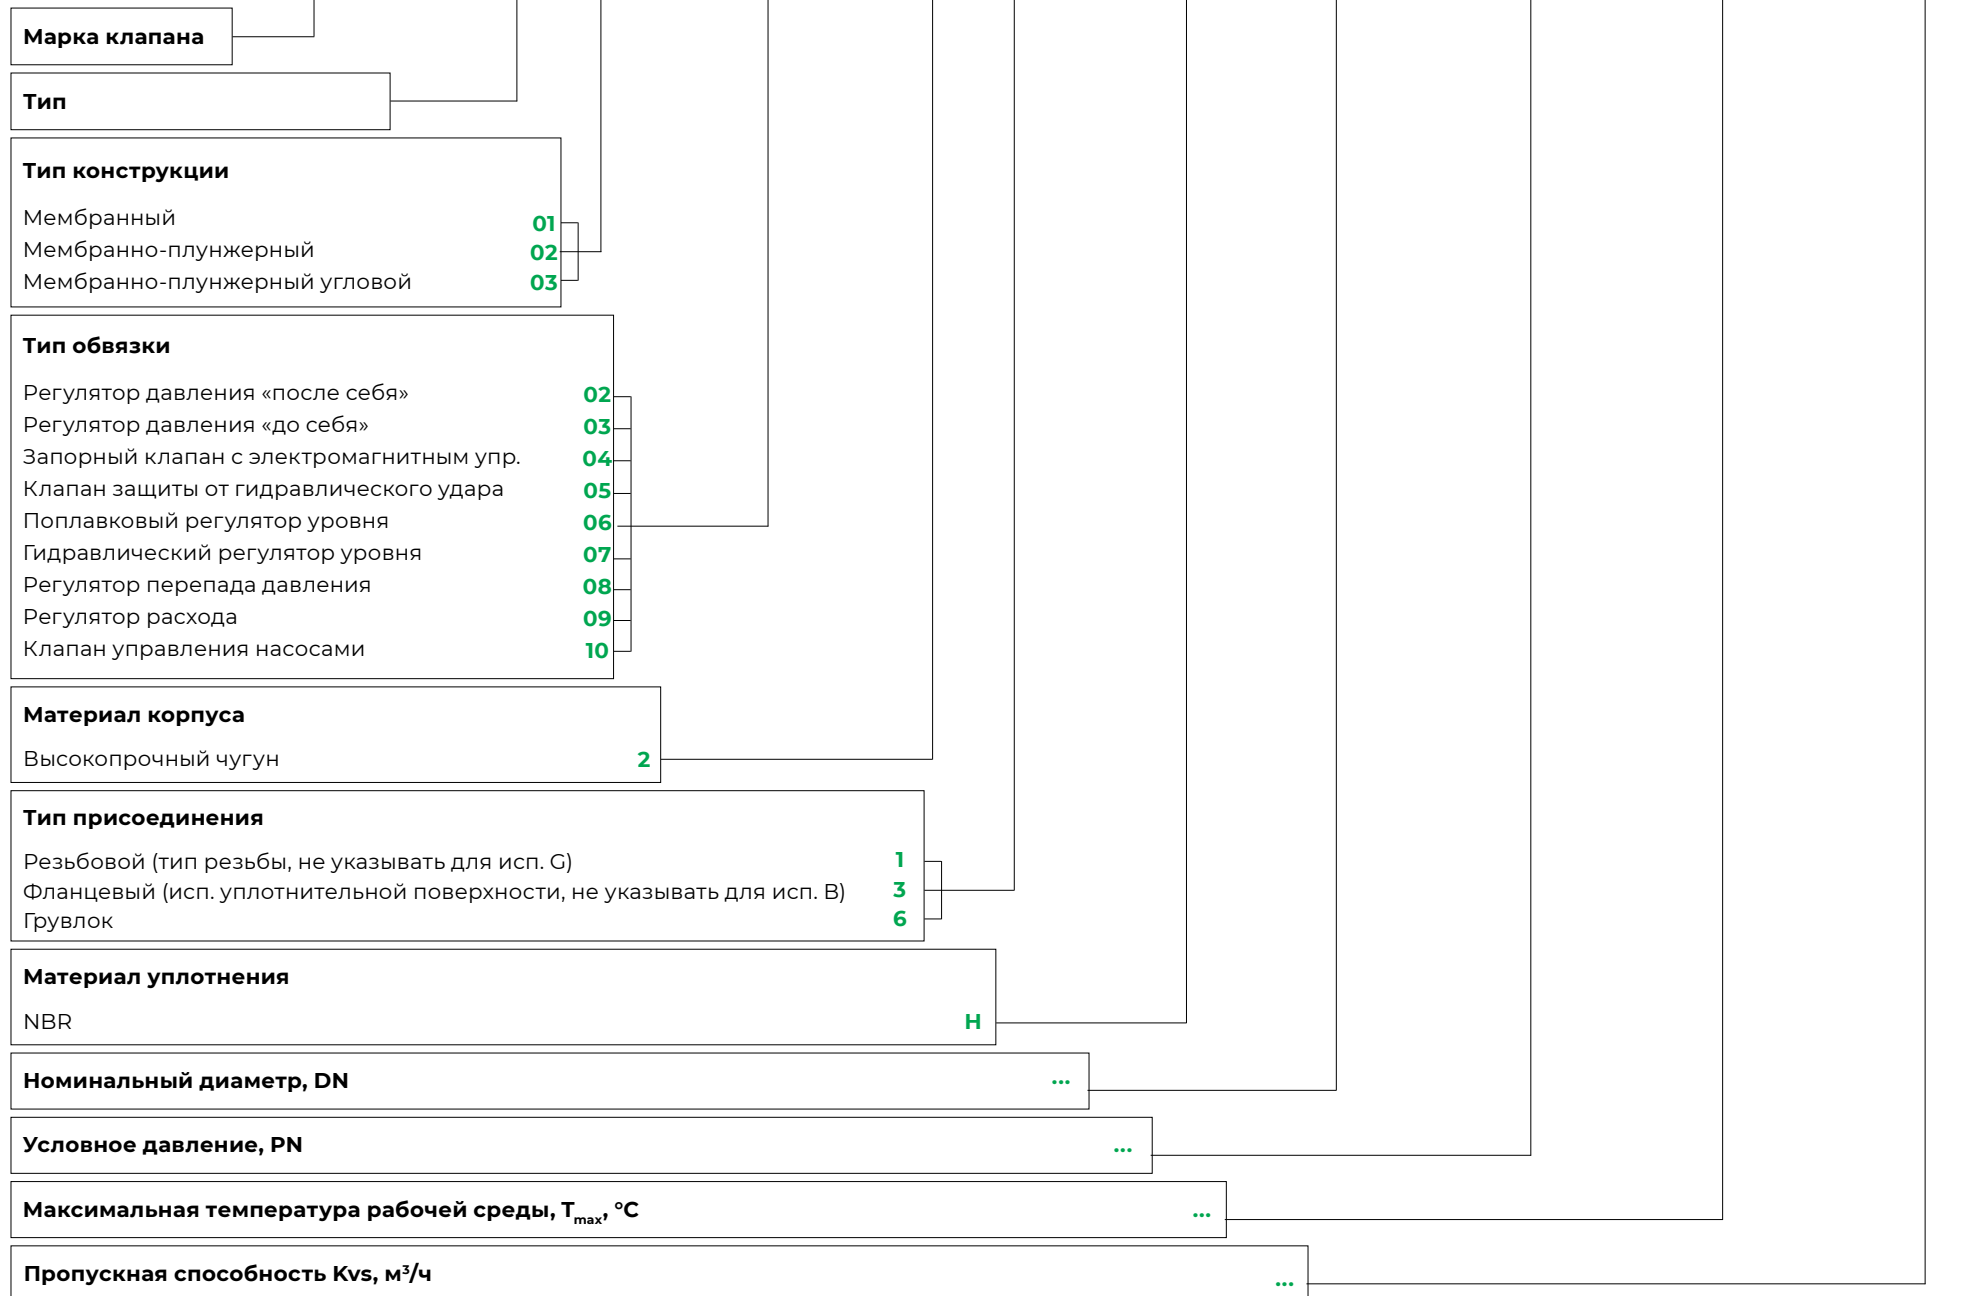 Марка клапана
Тип
Тип конструкции
Мембранный 01
Мембранно-плунжерный 02
Мембранно-плунжерный угловой 03
Тип обвязки
Регулятор давления «после себя» 02
Регулятор давления «до себя» 03
Запорный клапан с электромагнитным упр. 04
Клапан защиты от гидравлического удара 05
Поплавковый регулятор уровня 06
Гидравлический регулятор уровня 07
Регулятор перепада давления 08
Регулятор расхода 09
Клапан управления насосами 10
Материал корпуса
Высокопрочный чугун 2
Тип присоединения
Резьбовой (тип резьбы, не указывать для исп. G) 1
Фланцевый (исп. уплотнительной поверхности, не указывать для исп. B) 3
Грувлок 6
Материал уплотнения
NBR H
Номинальный диаметр, DN ...
Условное давление, PN ...
Максимальная температура рабочей среды, Tmax, °C ...
Пропускная способность Kvs, м³/ч ...